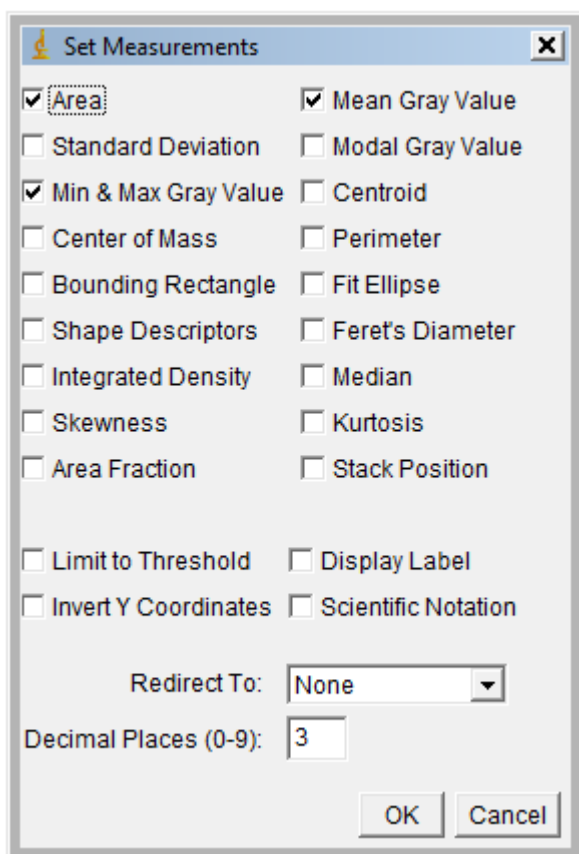 Set Measurements
Area Mean Gray Value
Standard Deviation Modal Gray Value
Min & Max Gray Value Centroid
Center of Mass Perimeter
Bounding Rectangle Fit Ellipse
Shape Descriptors Feret's Diameter
Integrated Density Median
Skewness Kurtosis
Area Fraction Stack Position
Limit to Threshold Display Label
Invert Y Coordinates Scientific Notation
Redirect To: None
Decimal Places (0-9): 3
OK Cancel